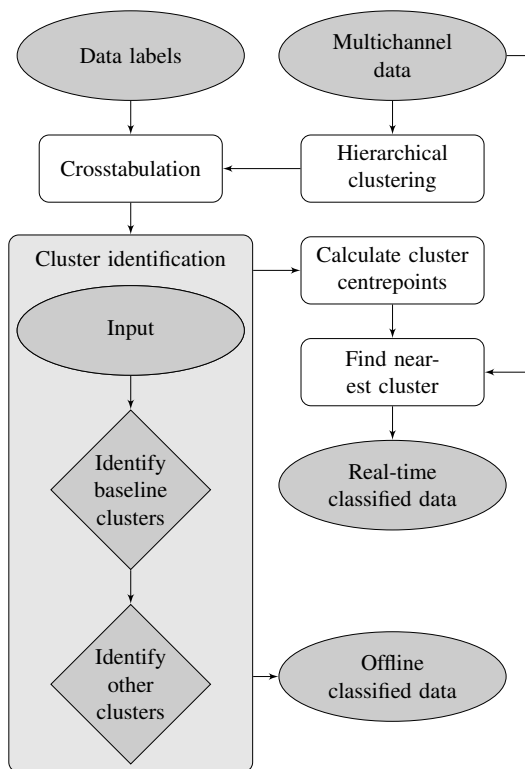 Data labels
Multichannel
data
Crosstabulation
Hierarchical
clustering
Cluster identification
Calculate cluster
centrepoints
Input
Find near-
est cluster
Identify
baseline
clusters
Real-time
classified data
Identify
other
clusters
Offline
classified data